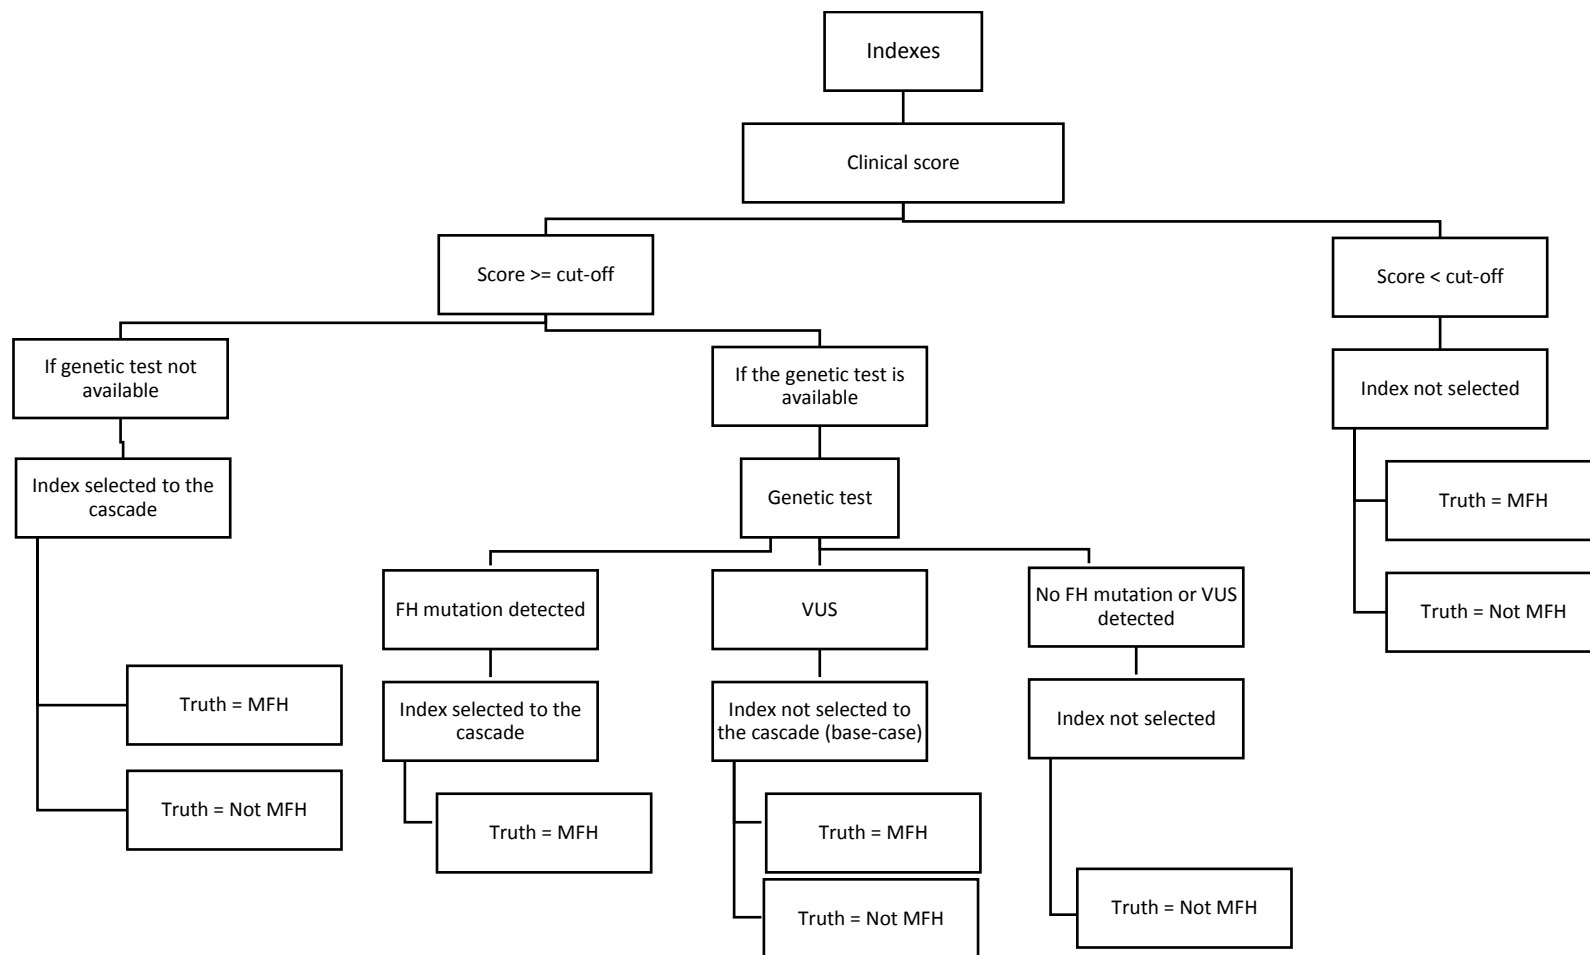 Indexes
Clinical score
Score >= cut-off
Score < cut-off
If genetic test not
available
If the genetic test is
available
Index not selected
Index selected to the
cascade
Genetic test
Truth = MFH
Truth = Not MFH
FH mutation detected
VUS
No FH mutation or VUS
detected
Truth = MFH
Truth = Not MFH
Index selected to the
cascade
Index not selected to
the cascade (base-case)
Index not selected
Truth = MFH
Truth = MFH
Truth = Not MFH
Truth = Not MFH